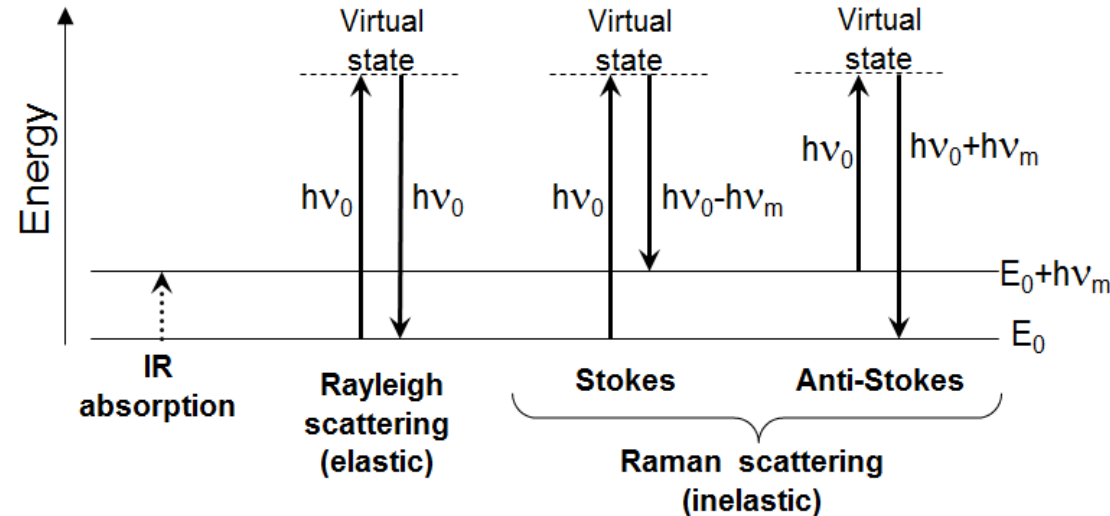 Energy
Virtual
state
Virtual
state
Virtual
state
hν₀
hν₀
hν₀
hν₀-hνₘ
hν₀
hν₀+hνₘ
E₀+hνₘ
E₀
IR
absorption
Rayleigh
scattering
(elastic)
Stokes
Anti-Stokes
Raman scattering
(inelastic)